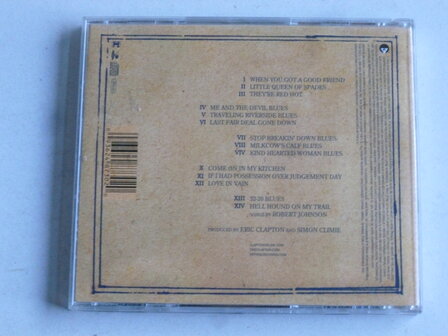 I WHEN YOU GOT A GOOD FRIEND
II LITTLE QUEEN OF SPADES
III THEY'RE RED HOT
IV ME AND THE DEVIL BLUES
V TRAVELING RIVERSIDE BLUES
VI LAST FAIR DEAL GONE DOWN
VII STOP BREAKIN' DOWN BLUES
VIII MILKCOW'S CALF BLUES
VIV KIND HEARTED WOMAN BLUES
X COME ON IN MY KITCHEN
XI IF I HAD POSSESSION OVER JUDGEMENT DAY
XII LOVE IN VAIN
XIII 32-20 BLUES
XIV HELL HOUND ON MY TRAIL
SONGS BY ROBERT JOHNSON
PRODUCED BY ERIC CLAPTON AND SIMON CLIMIE